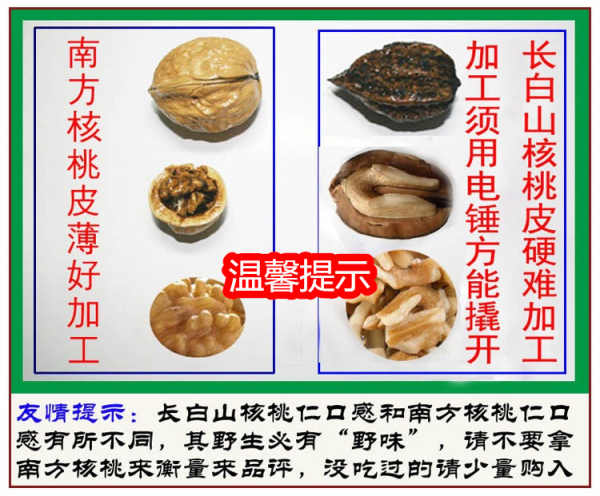 南方核桃皮薄好加工
长白山核桃皮硬难加工
加工须用电锤方能撬开
温馨提示
友情提示：长白山核桃仁口感和南方核桃仁口
感有所不同，其野生必有“野味”，请不要拿
南方核桃来衡量来品评，没吃过的请少量购入